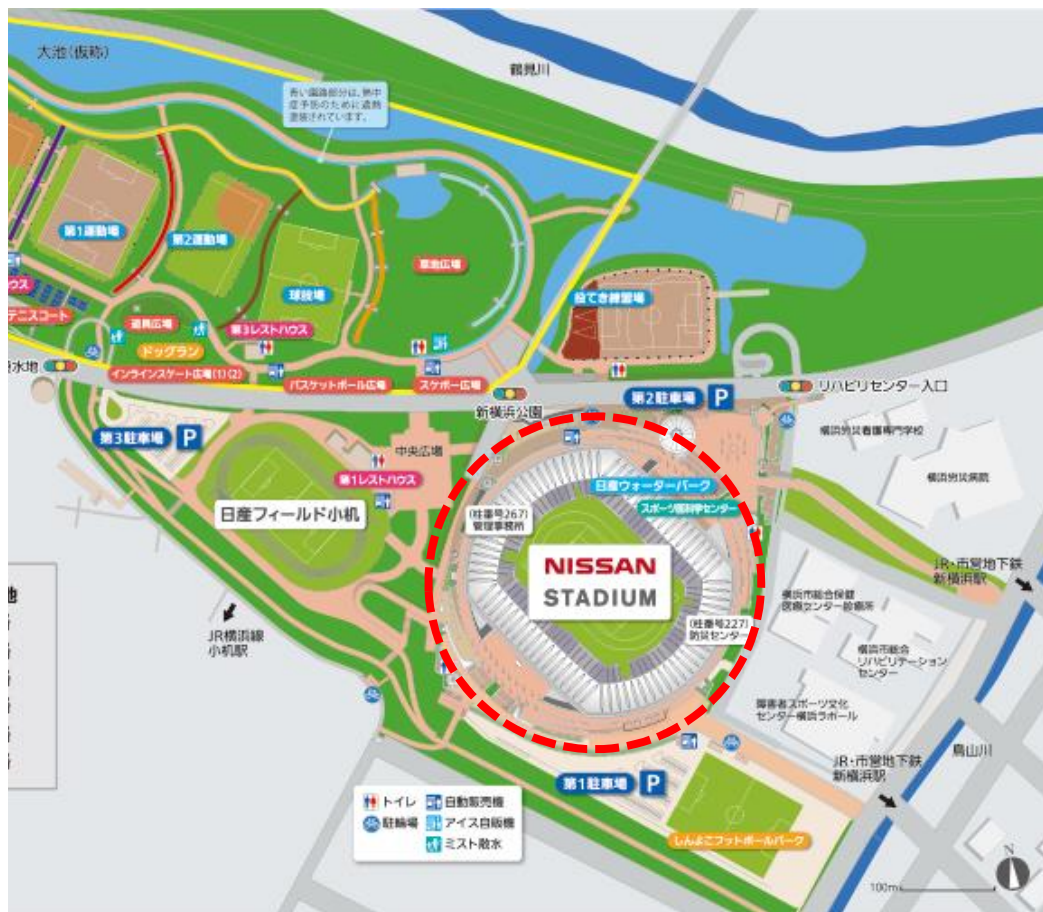 大池(仮称)
鶴見川
青い園路部分は、熱中
症予防のために遮熱
塗装されています。
第1運動場
第2運動場
草地広場
球技場
投てき練習場
ウス
テニスコート
遊具広場
第3レストハウス
ドッグラン
インラインスケート広場(1)(2)
バスケットボール広場
スケボー広場
水地
新横浜公園
リハビリセンター入口
第2駐車場 P
第3駐車場 P
中央広場
横浜労災看護専門学校
横浜労災病院
第1レストハウス
日産フィールド小机
日産ウォーターパーク
スポーツ医科学センター
(柱番号267)
管理事務所
NISSAN
STADIUM
(柱番号227)
防災センター
JR・市営地下鉄
新横浜駅
横浜市総合保健
医療センター診療所
横浜市総合
リハビリテーション
センター
障害者スポーツ文化
センター横浜ラポール
JR横浜線
小机駅
JR・市営地下鉄
新横浜駅
鳥山川
第1駐車場 P
しんよこフットボールパーク
トイレ
自動販売機
駐輪場
アイス自販機
ミスト散水
N
100m